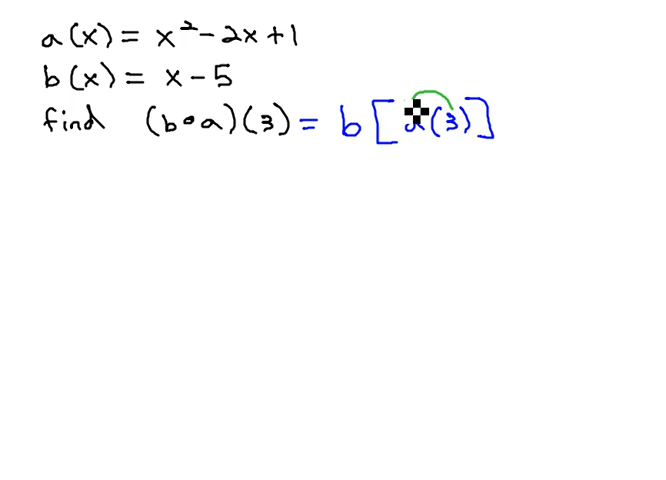 a(x) = x² - 2x + 1
b(x) = x - 5
find (b∘a)(3) = b[a(3)]